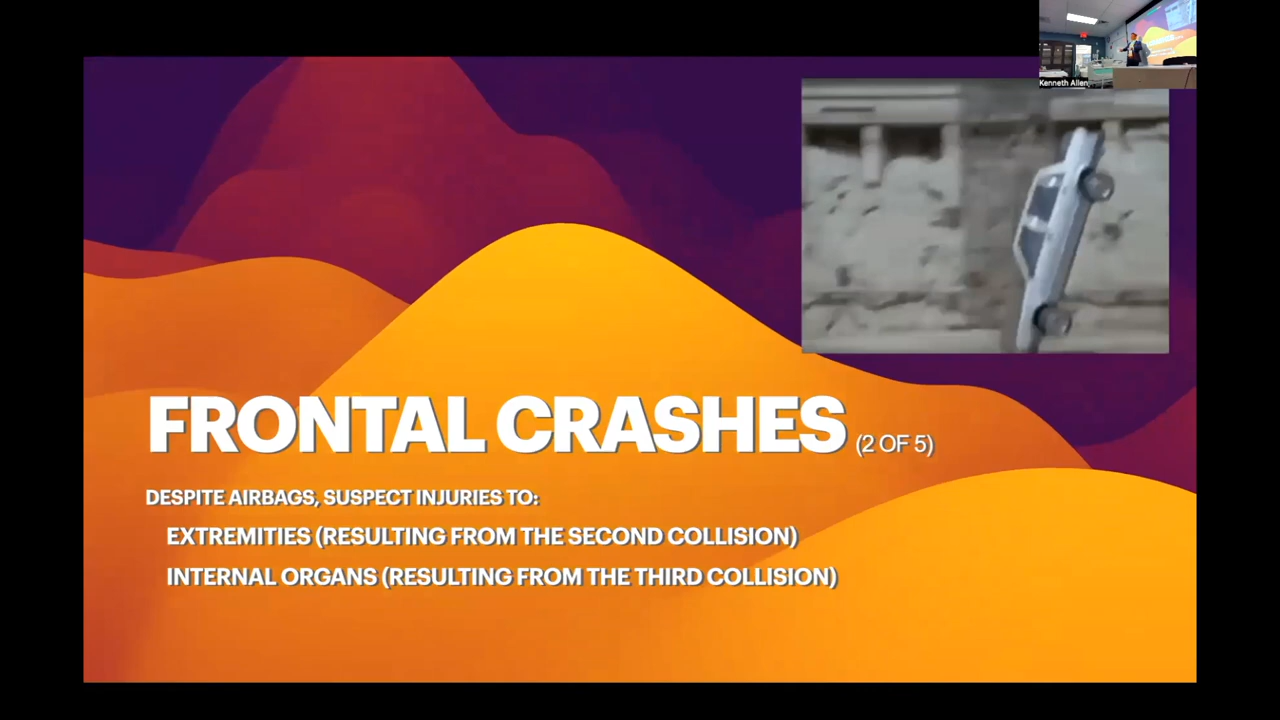 Kenneth Allen
FRONTAL CRASHES (2 OF 5)
DESPITE AIRBAGS, SUSPECT INJURIES TO:
EXTREMITIES (RESULTING FROM THE SECOND COLLISION)
INTERNAL ORGANS (RESULTING FROM THE THIRD COLLISION)